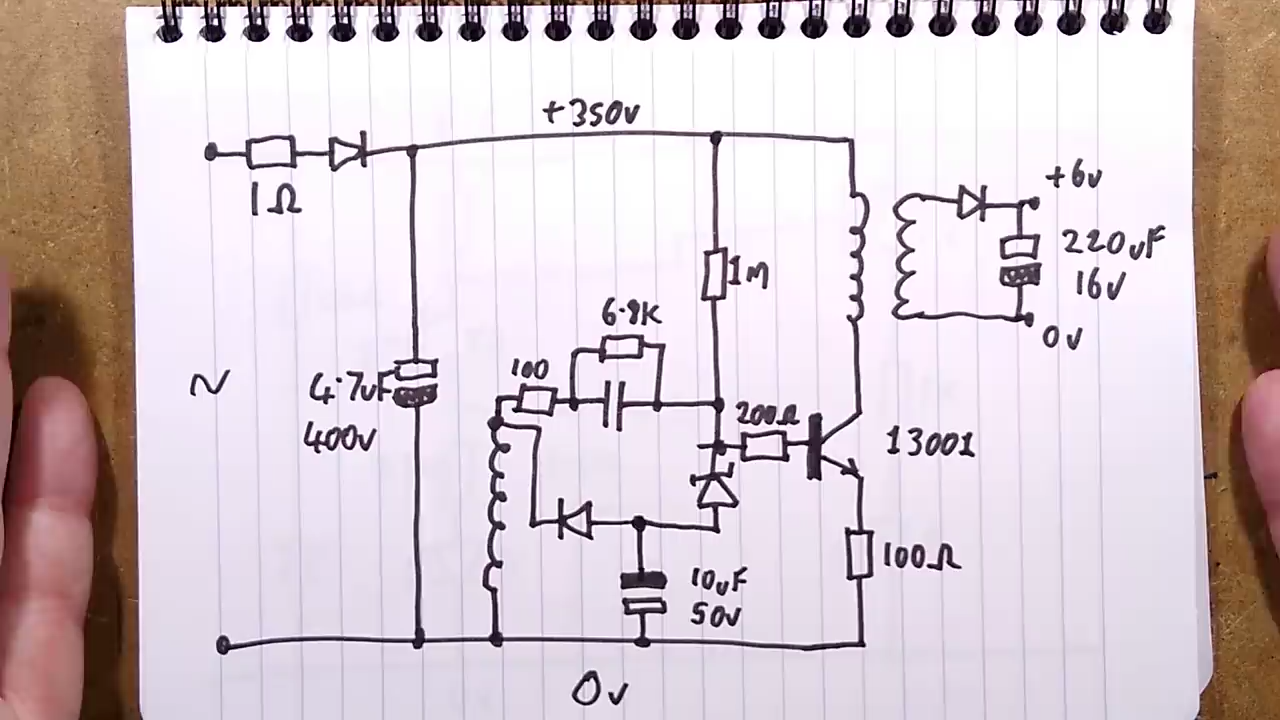 +350v
1Ω
+6v
220uF
16v
0v
1M
6.8K
100
~
4.7uF
400v
200Ω
13001
100Ω
10uF
50v
0v